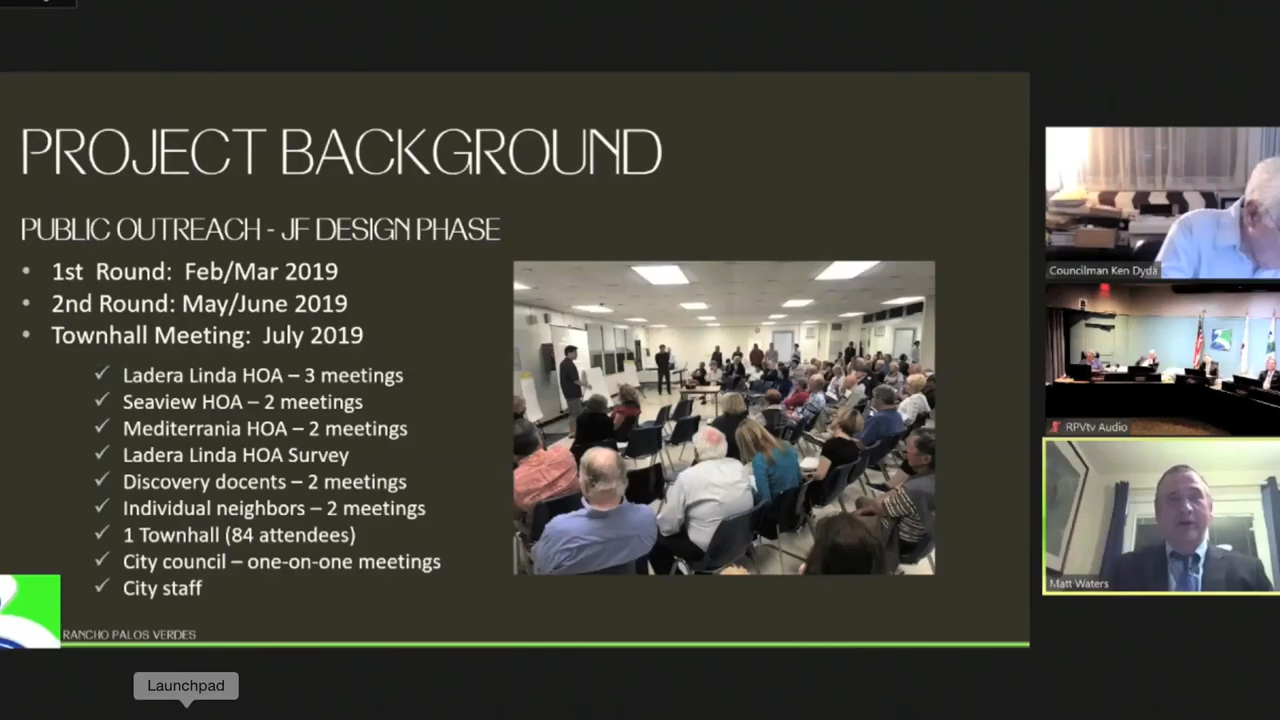 PROJECT BACKGROUND
PUBLIC OUTREACH - JF DESIGN PHASE
• 1st Round: Feb/Mar 2019
• 2nd Round: May/June 2019
• Townhall Meeting: July 2019
✓ Ladera Linda HOA – 3 meetings
✓ Seaview HOA – 2 meetings
✓ Mediterrania HOA – 2 meetings
✓ Ladera Linda HOA Survey
✓ Discovery docents – 2 meetings
✓ Individual neighbors – 2 meetings
✓ 1 Townhall (84 attendees)
✓ City council – one-on-one meetings
✓ City staff
RANCHO PALOS VERDES
Councilman Ken Dyda
RPVtv Audio
Matt Waters
Launchpad